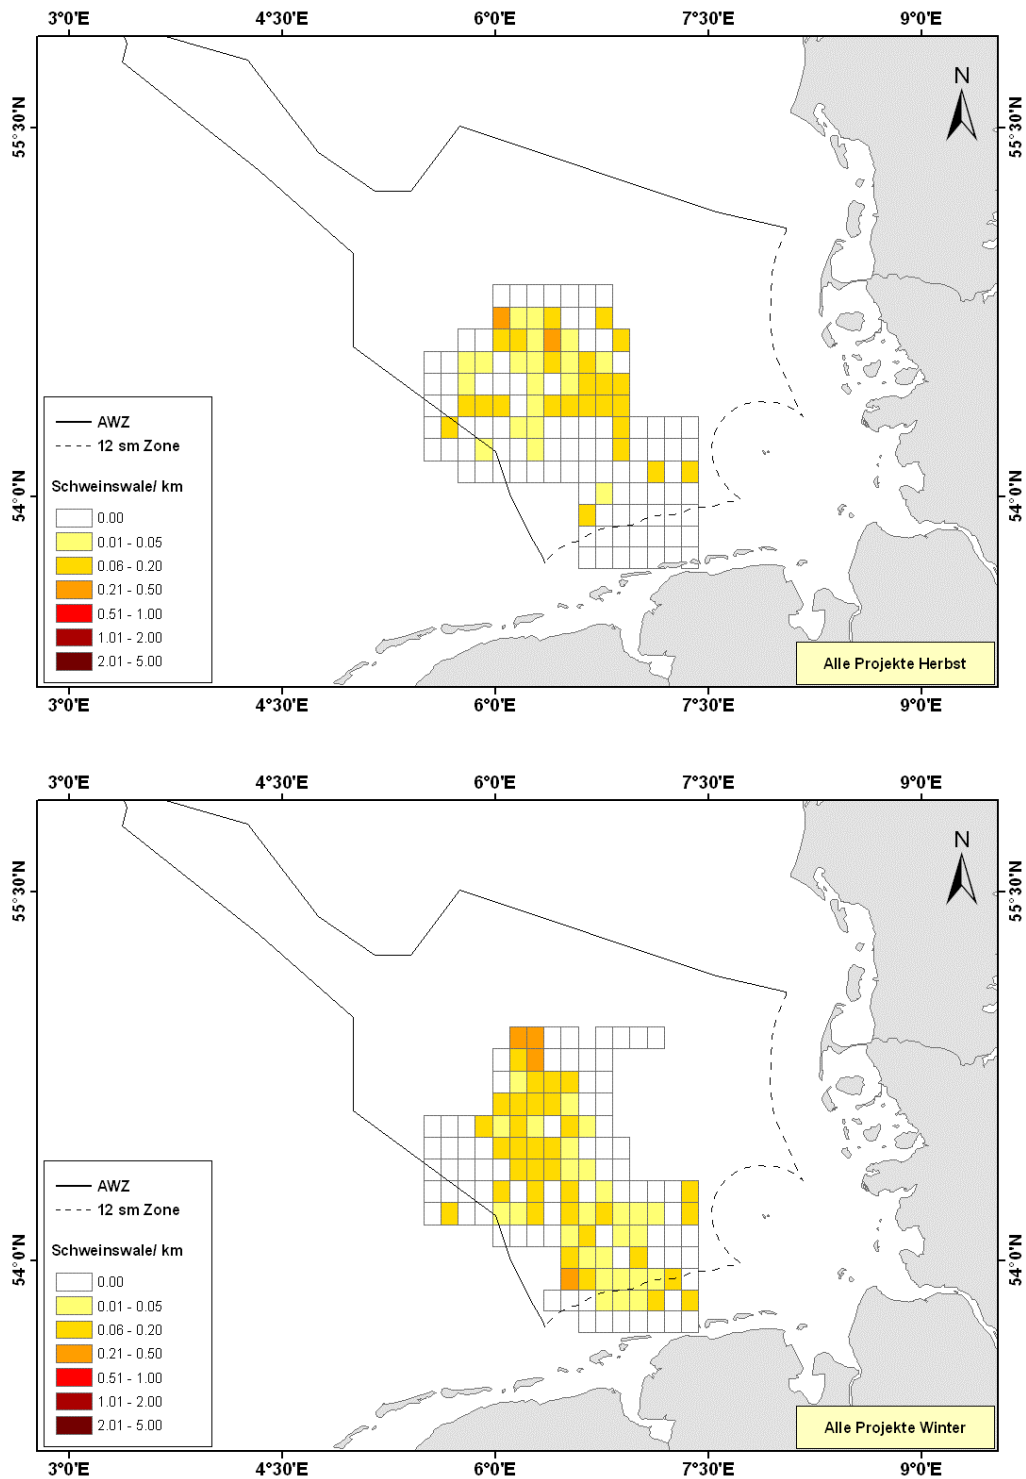 3°0'E 4°30'E 6°0'E 7°30'E 9°0'E
N
55°30'N 55°30'N
AWZ
12 sm Zone
Schweinswale/ km
0.00
0.01 - 0.05
0.06 - 0.20
0.21 - 0.50
0.51 - 1.00
1.01 - 2.00
2.01 - 5.00
54°0'N 54°0'N
Alle Projekte Herbst
3°0'E 4°30'E 6°0'E 7°30'E 9°0'E
3°0'E 4°30'E 6°0'E 7°30'E 9°0'E
N
55°30'N 55°30'N
AWZ
12 sm Zone
Schweinswale/ km
0.00
0.01 - 0.05
0.06 - 0.20
0.21 - 0.50
0.51 - 1.00
1.01 - 2.00
2.01 - 5.00
54°0'N 54°0'N
Alle Projekte Winter
3°0'E 4°30'E 6°0'E 7°30'E 9°0'E